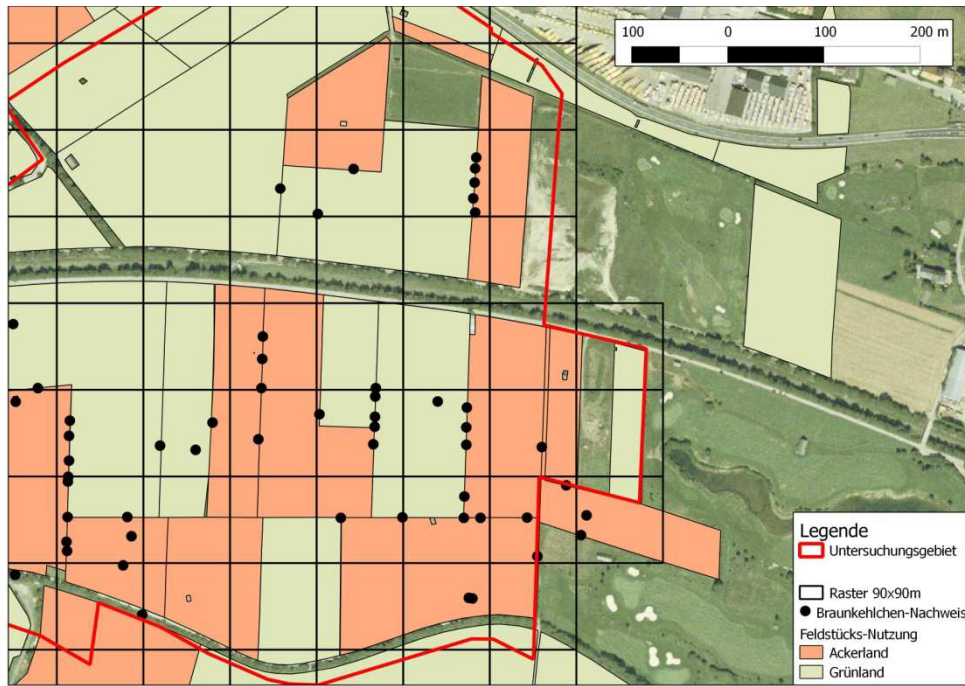 100 0 100 200 m
Legende
Untersuchungsgebiet
Raster 90x90m
Braunkehlchen-Nachweis
Feldstücks-Nutzung
Ackerland
Grünland